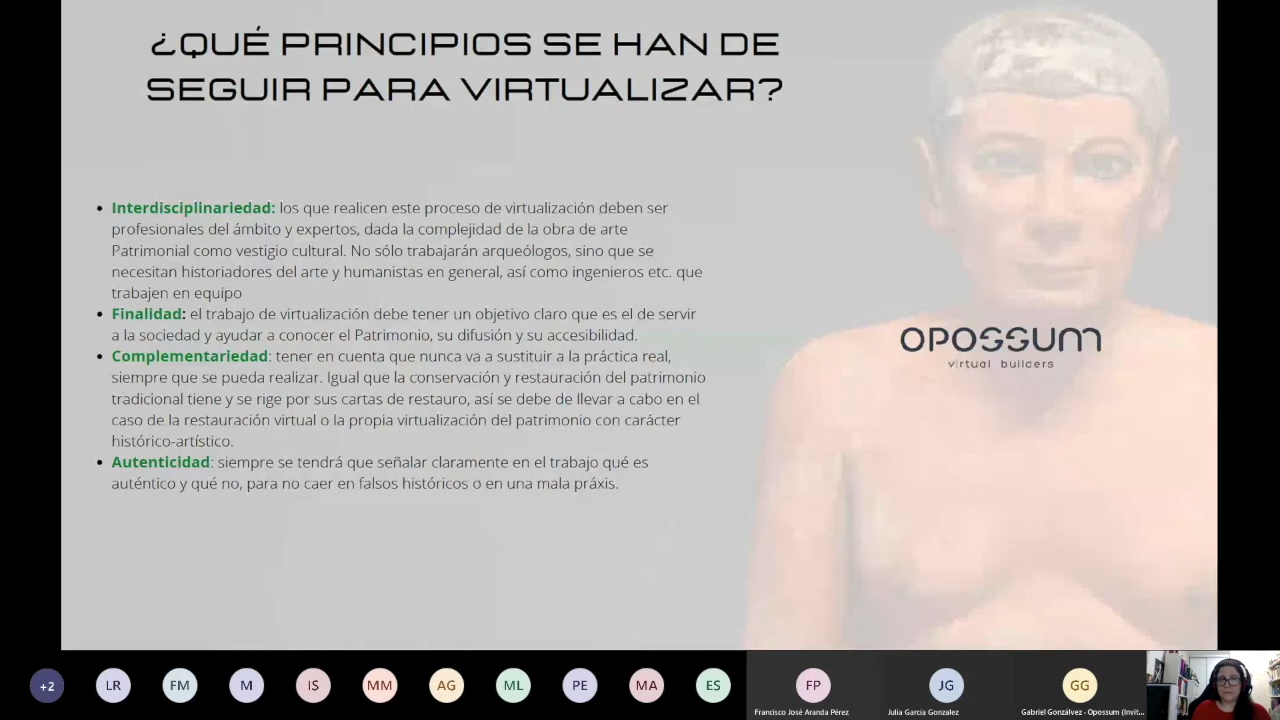 ¿QUÉ PRINCIPIOS SE HAN DE
SEGUIR PARA VIRTUALIZAR?
• Interdisciplinariedad: los que realicen este proceso de virtualización deben ser
profesionales del ámbito y expertos, dada la complejidad de la obra de arte
Patrimonial como vestigio cultural. No sólo trabajarán arqueólogos, sino que se
necesitan historiadores del arte y humanistas en general, así como ingenieros etc. que
trabajen en equipo
• Finalidad: el trabajo de virtualización debe tener un objetivo claro que es el de servir
a la sociedad y ayudar a conocer el Patrimonio, su difusión y su accesibilidad.
• Complementariedad: tener en cuenta que nunca va a sustituir a la práctica real,
siempre que se pueda realizar. Igual que la conservación y restauración del patrimonio
tradicional tiene y se rige por sus cartas de restauro, así se debe de llevar a cabo en el
caso de la restauración virtual o la propia virtualización del patrimonio con carácter
histórico-artístico.
• Autenticidad: siempre se tendrá que señalar claramente en el trabajo qué es
auténtico y qué no, para no caer en falsos históricos o en una mala práxis.
OPOSSUM
virtual builders
+2 LR FM M IS MM AG ML PE MA ES FP JG GG
Francisco José Aranda Pérez Julia Garcia Gonzalez Gabriel Gonzálvez - Opossum (Invit...